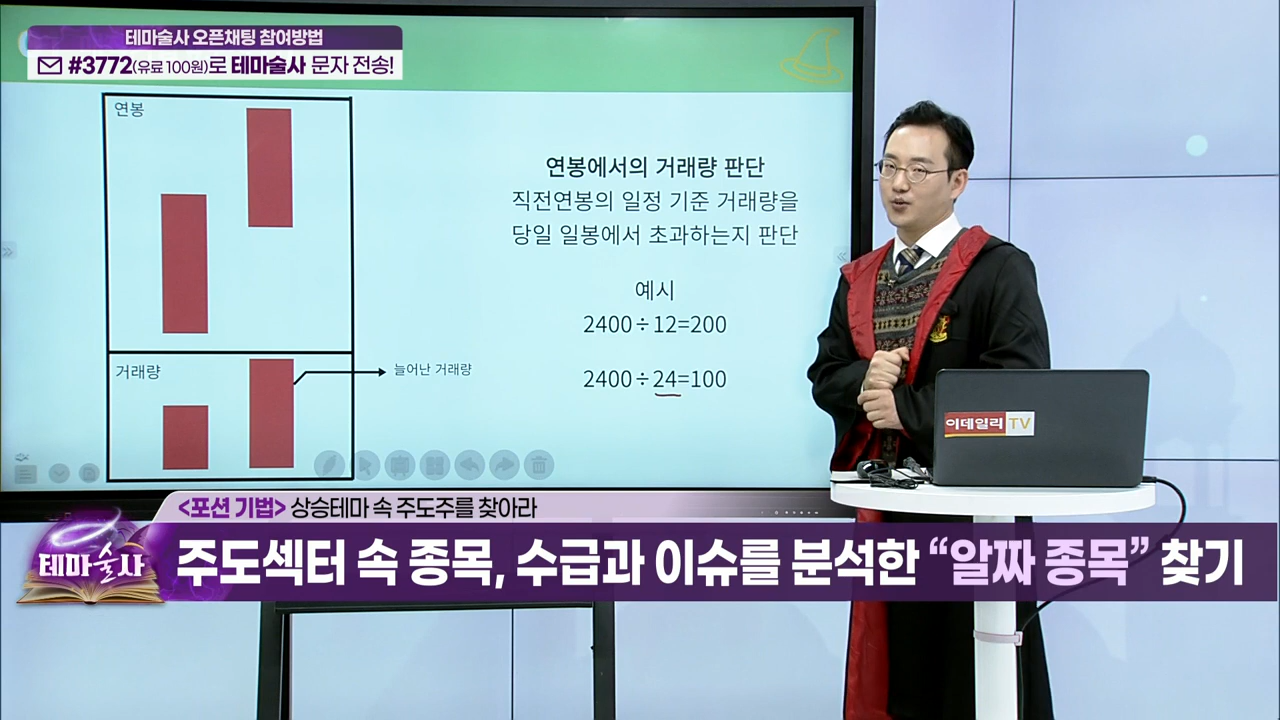 테마술사 오픈채팅 참여방법
#3772(유료 100원)로 테마술사 문자 전송!
연봉
거래량
늘어난 거래량
연봉에서의 거래량 판단
직전연봉의 일정 기준 거래량을
당일 일봉에서 초과하는지 판단
예시
2400÷12=200
2400÷24=100
이데일리 TV
<포션 기법> 상승테마 속 주도주를 찾아라
테마술사
주도섹터 속 종목, 수급과 이슈를 분석한 “알짜 종목” 찾기